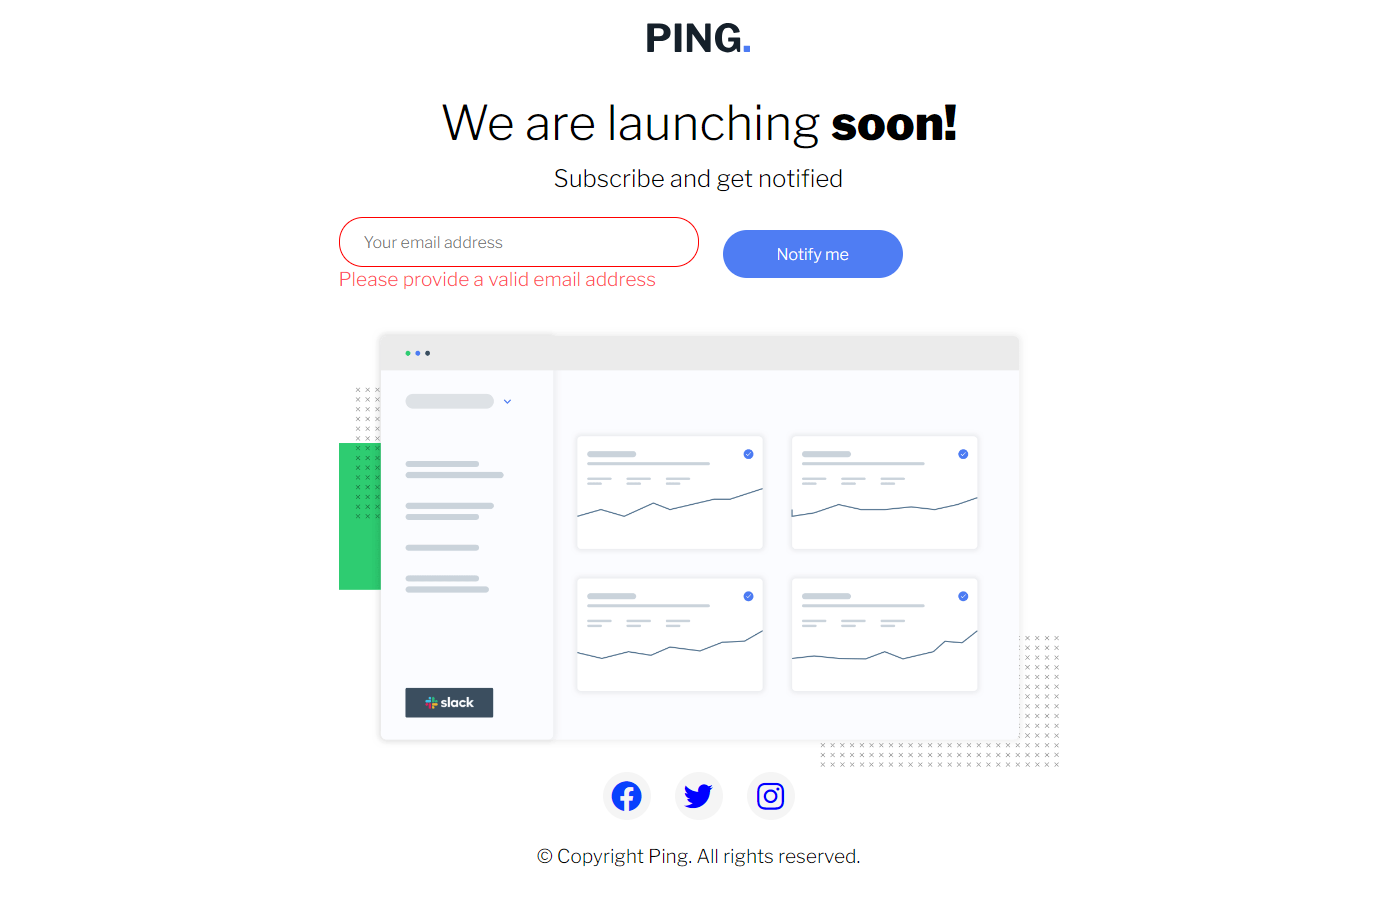 PING.
We are launching soon!
Subscribe and get notified
Your email address
Notify me
Please provide a valid email address
slack
© Copyright Ping. All rights reserved.